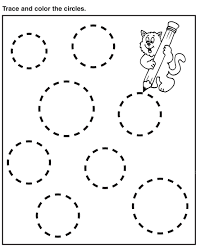 Trace and color the circles.